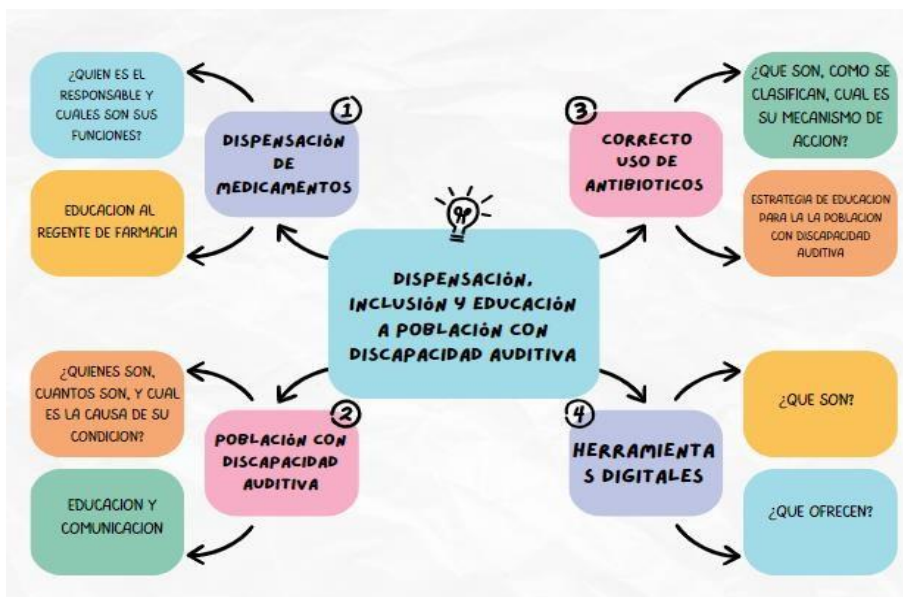 ¿QUIEN ES EL
RESPONSABLE Y
CUALES SON SUS
FUNCIONES?
EDUCACION AL
REGENTE DE FARMACIA
1
DISPENSACIÓN
DE
MEDICAMENTOS
3
CORRECTO
USO DE
ANTIBIOTICOS
¿QUE SON, COMO SE
CLASIFICAN, CUAL ES
SU MECANISMO DE
ACCION?
ESTRATEGIA DE EDUCACION
PARA LA LA POBLACION
CON DISCAPACIDAD
AUDITIVA
DISPENSACIÓN,
INCLUSIÓN Y EDUCACIÓN
A POBLACIÓN CON
DISCAPACIDAD AUDITIVA
¿QUIENES SON,
CUANTOS SON, Y CUAL
ES LA CAUSA DE SU
CONDICION?
EDUCACION Y
COMUNICACION
2
POBLACIÓN CON
DISCAPACIDAD
AUDITIVA
4
HERRAMIENTA
S DIGITALES
¿QUE SON?
¿QUE OFRECEN?